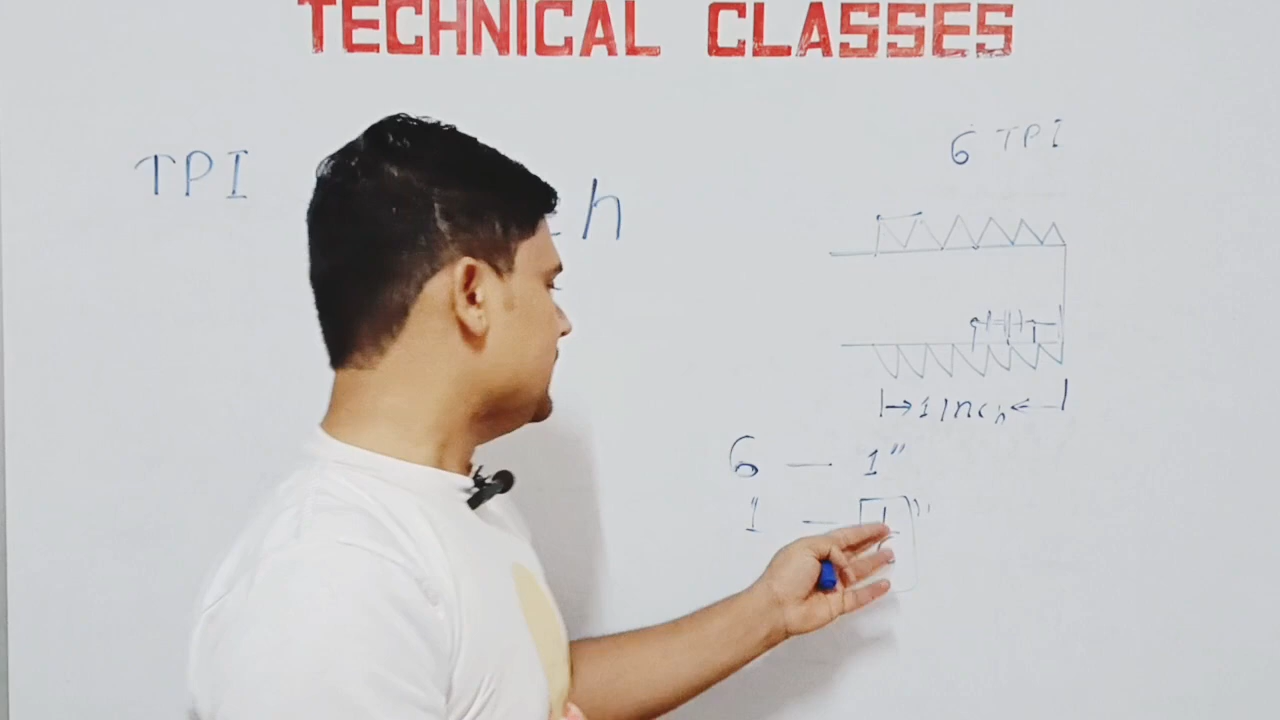 TECHNICAL CLASSES
TPI
h
6 TPI
1 Inch
6 — 1"
1 —